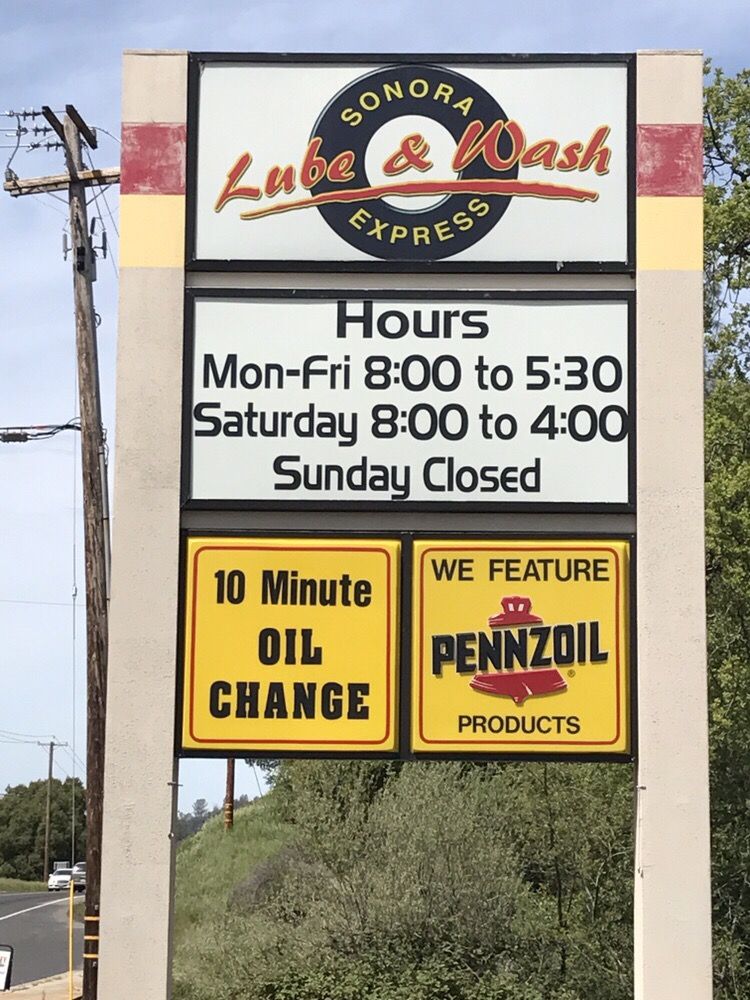 SONORA
Lube & Wash
EXPRESS
Hours
Mon-Fri 8:00 to 5:30
Saturday 8:00 to 4:00
Sunday Closed
10 Minute
OIL
CHANGE
WE FEATURE
PENNZOIL®
PRODUCTS